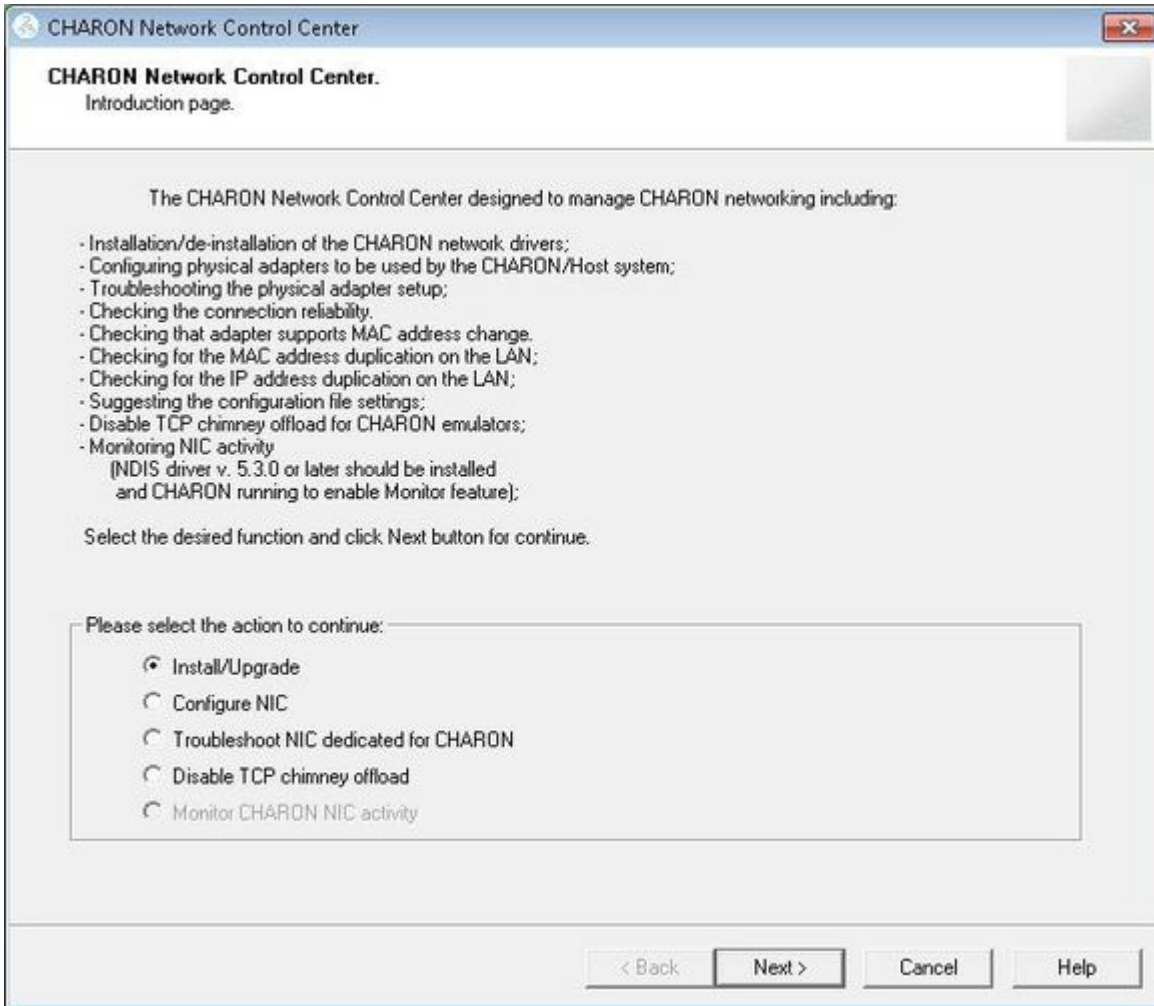 CHARON Network Control Center
CHARON Network Control Center.
Introduction page.
The CHARON Network Control Center designed to manage CHARON networking including:
- Installation/de-installation of the CHARON network drivers;
- Configuring physical adapters to be used by the CHARON/Host system;
- Troubleshooting the physical adapter setup;
- Checking the connection reliability.
- Checking that adapter supports MAC address change.
- Checking for the MAC address duplication on the LAN;
- Checking for the IP address duplication on the LAN;
- Suggesting the configuration file settings;
- Disable TCP chimney offload for CHARON emulators;
- Monitoring NIC activity
(NDIS driver v. 5.3.0 or later should be installed
and CHARON running to enable Monitor feature);
Select the desired function and click Next button for continue.
Please select the action to continue:
Install/Upgrade
Configure NIC
Troubleshoot NIC dedicated for CHARON
Disable TCP chimney offload
Monitor CHARON NIC activity
< Back Next > Cancel Help